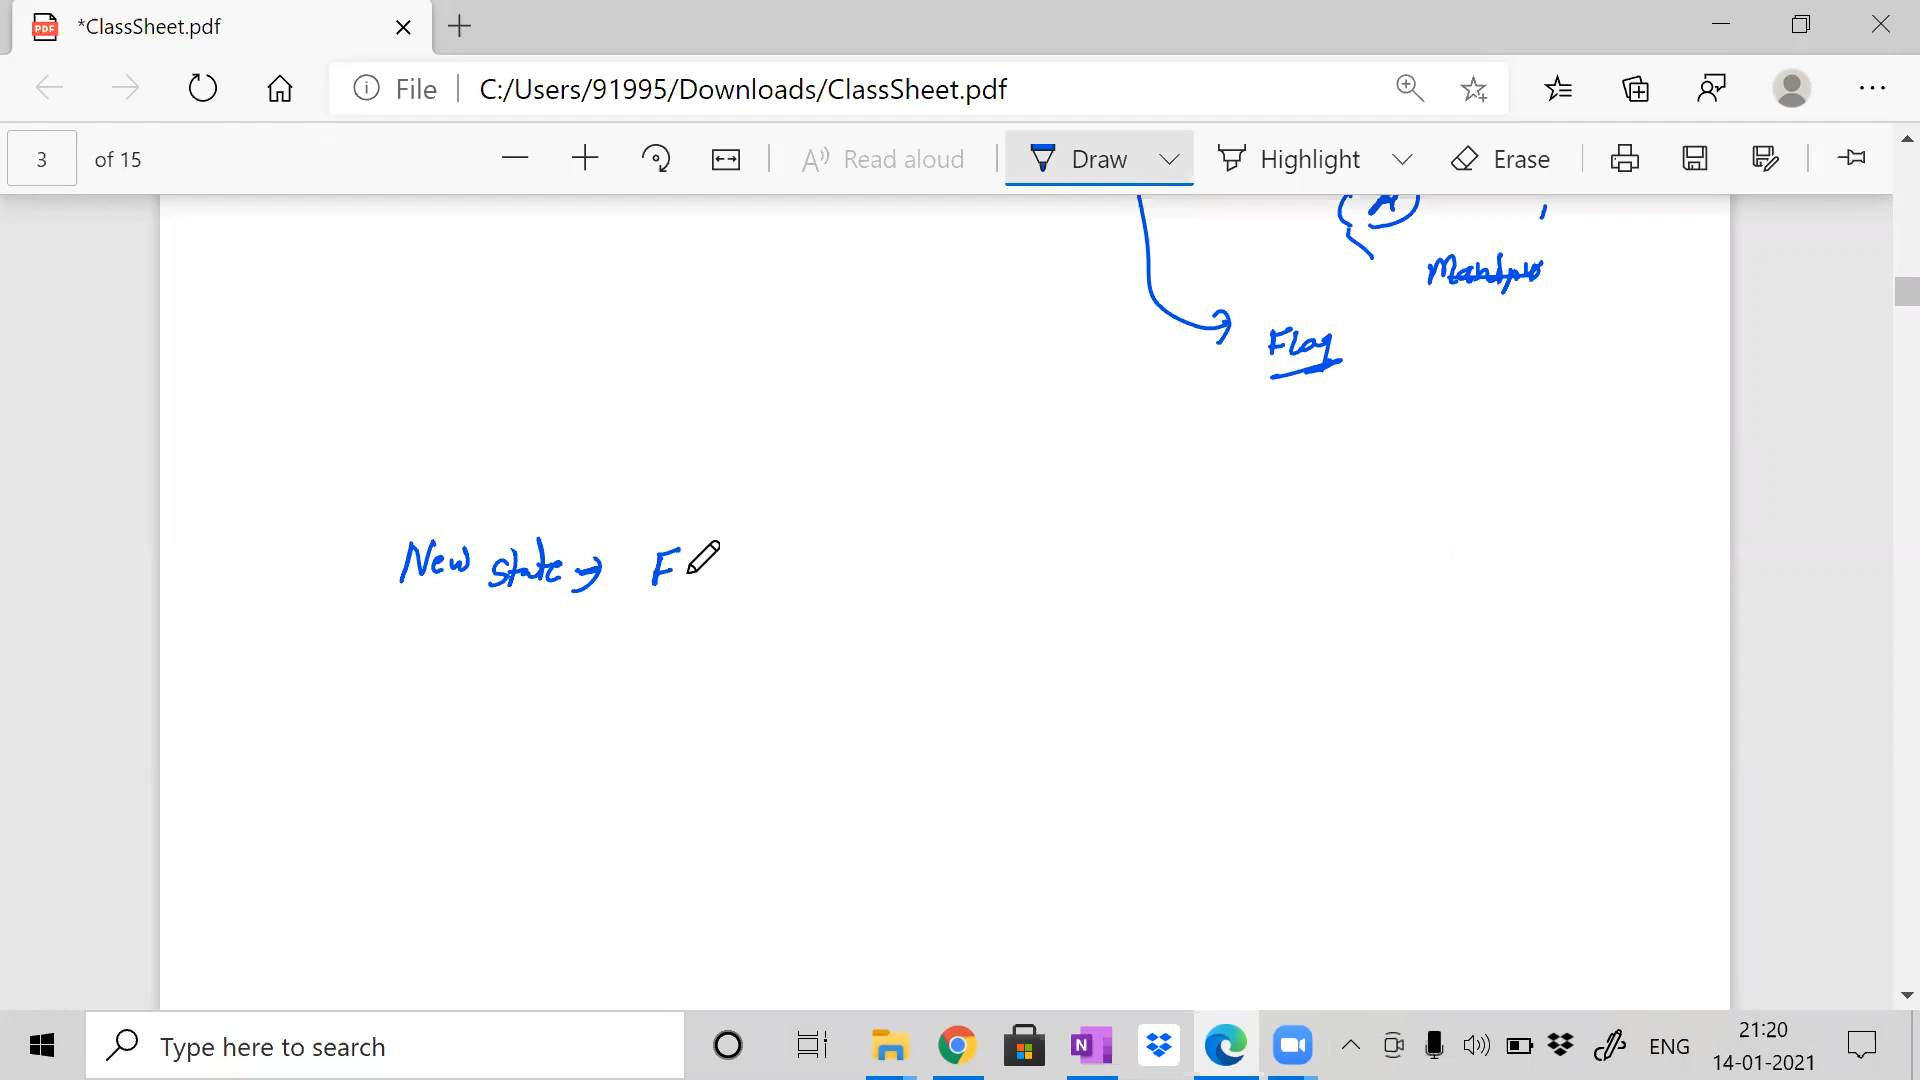 *ClassSheet.pdf
File C:/Users/91995/Downloads/ClassSheet.pdf
3 of 15 Read aloud Draw Highlight Erase
A
Flag
New state → F
Type here to search
ENG
21:20
14-01-2021